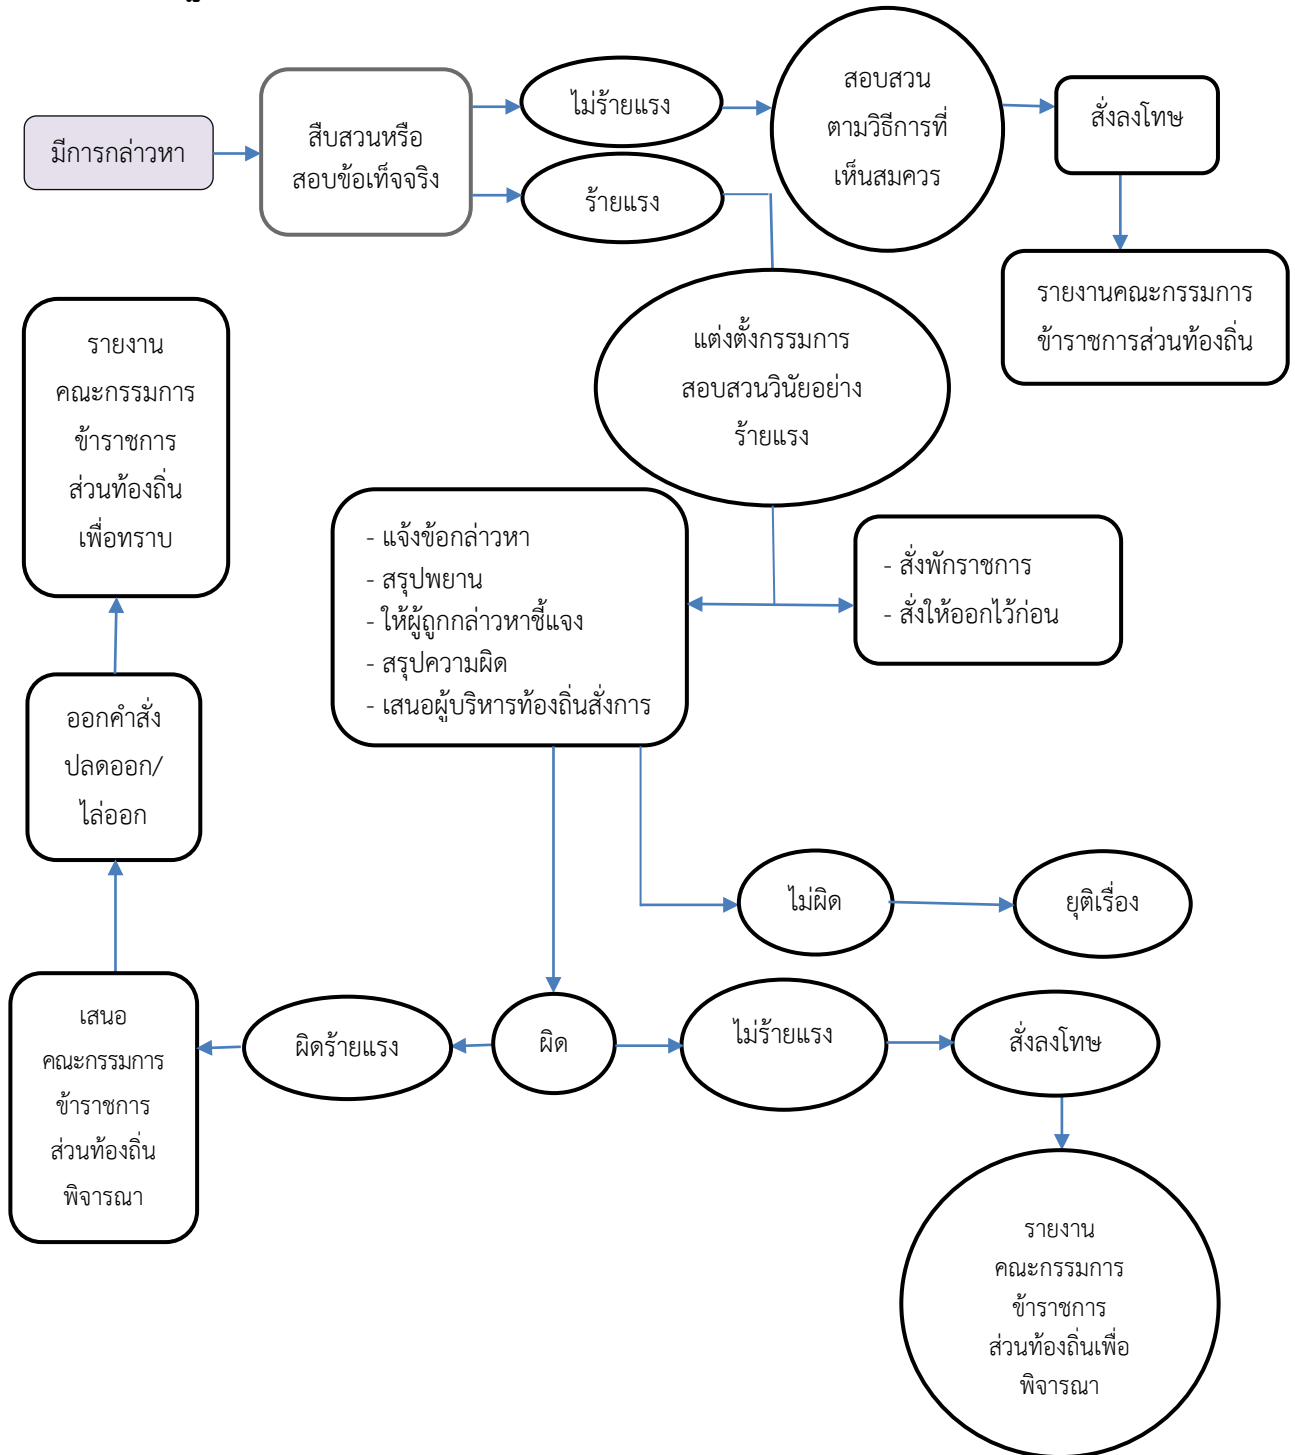 มีการกล่าวหา
สืบสวนหรือ
สอบข้อเท็จจริง
ไม่ร้ายแรง
ร้ายแรง
สอบสวน
ตามวิธีการที่
เห็นสมควร
สั่งลงโทษ
รายงานคณะกรรมการ
ข้าราชการส่วนท้องถิ่น
แต่งตั้งกรรมการ
สอบสวนวินัยอย่าง
ร้ายแรง
- แจ้งข้อกล่าวหา
- สรุปพยาน
- ให้ผู้ถูกกล่าวหาชี้แจง
- สรุปความผิด
- เสนอผู้บริหารท้องถิ่นสั่งการ
- สั่งพักราชการ
- สั่งให้ออกไว้ก่อน
รายงาน
คณะกรรมการ
ข้าราชการ
ส่วนท้องถิ่น
เพื่อทราบ
ออกคำสั่ง
ปลดออก/
ไล่ออก
ไม่ผิด
ยุติเรื่อง
เสนอ
คณะกรรมการ
ข้าราชการ
ส่วนท้องถิ่น
พิจารณา
ผิดร้ายแรง
ผิด
ไม่ร้ายแรง
สั่งลงโทษ
รายงาน
คณะกรรมการ
ข้าราชการ
ส่วนท้องถิ่นเพื่อ
พิจารณา